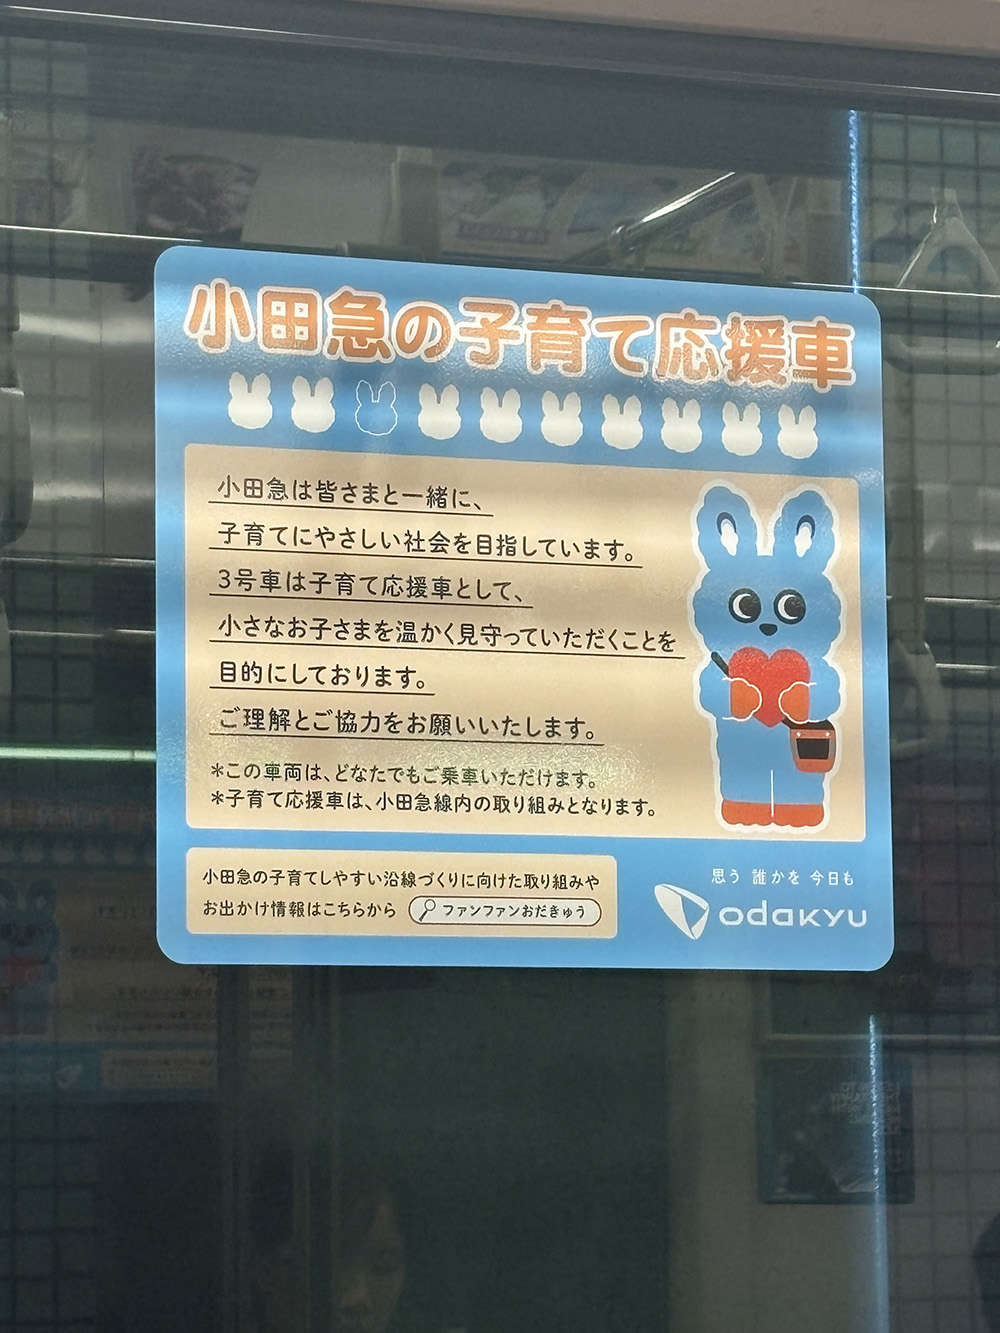 小田急の子育て応援車
小田急は皆さまと一緒に、
子育てにやさしい社会を目指しています。
3号車は子育て応援車として、
小さなお子さまを温かく見守っていただくことを
目的にしております。
ご理解とご協力をお願いいたします。
＊この車両は、どなたでもご乗車いただけます。
＊子育て応援車は、小田急線内の取り組みとなります。
小田急の子育てしやすい沿線づくりに向けた取り組みや
お出かけ情報はこちらから ファンファンおだきゅう
思う 誰かを 今日も
ODAKYU